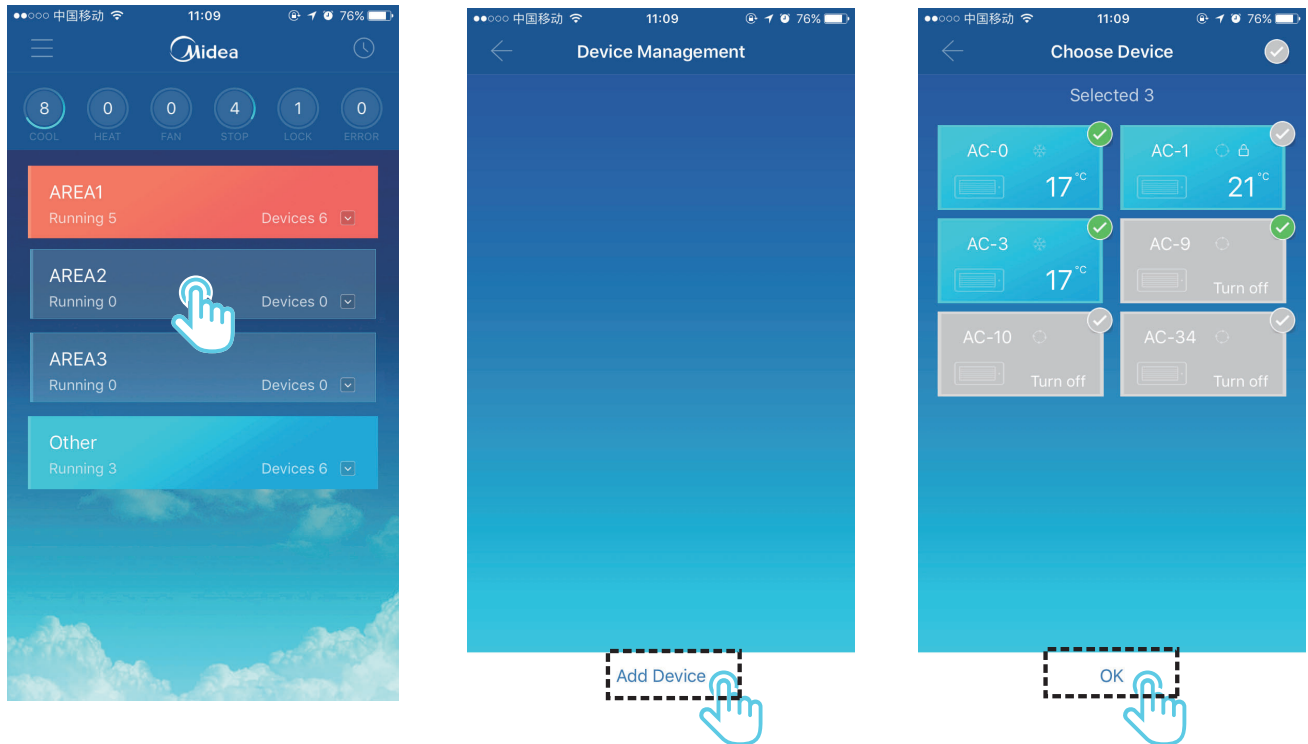 中国移动 11:09 76%
Midea
8 0 0 4 1 0
COOL HEAT FAN STOP LOCK ERROR
AREA1
Running 5 Devices 6
AREA2
Running 0 Devices 0
AREA3
Running 0 Devices 0
Other
Running 3 Devices 6
中国移动 11:09 76%
Device Management
Add Device
中国移动 11:09 76%
Choose Device
Selected 3
AC-0 AC-1
17°C 21°C
AC-3 AC-9
17°C Turn off
AC-10 AC-34
Turn off Turn off
OK